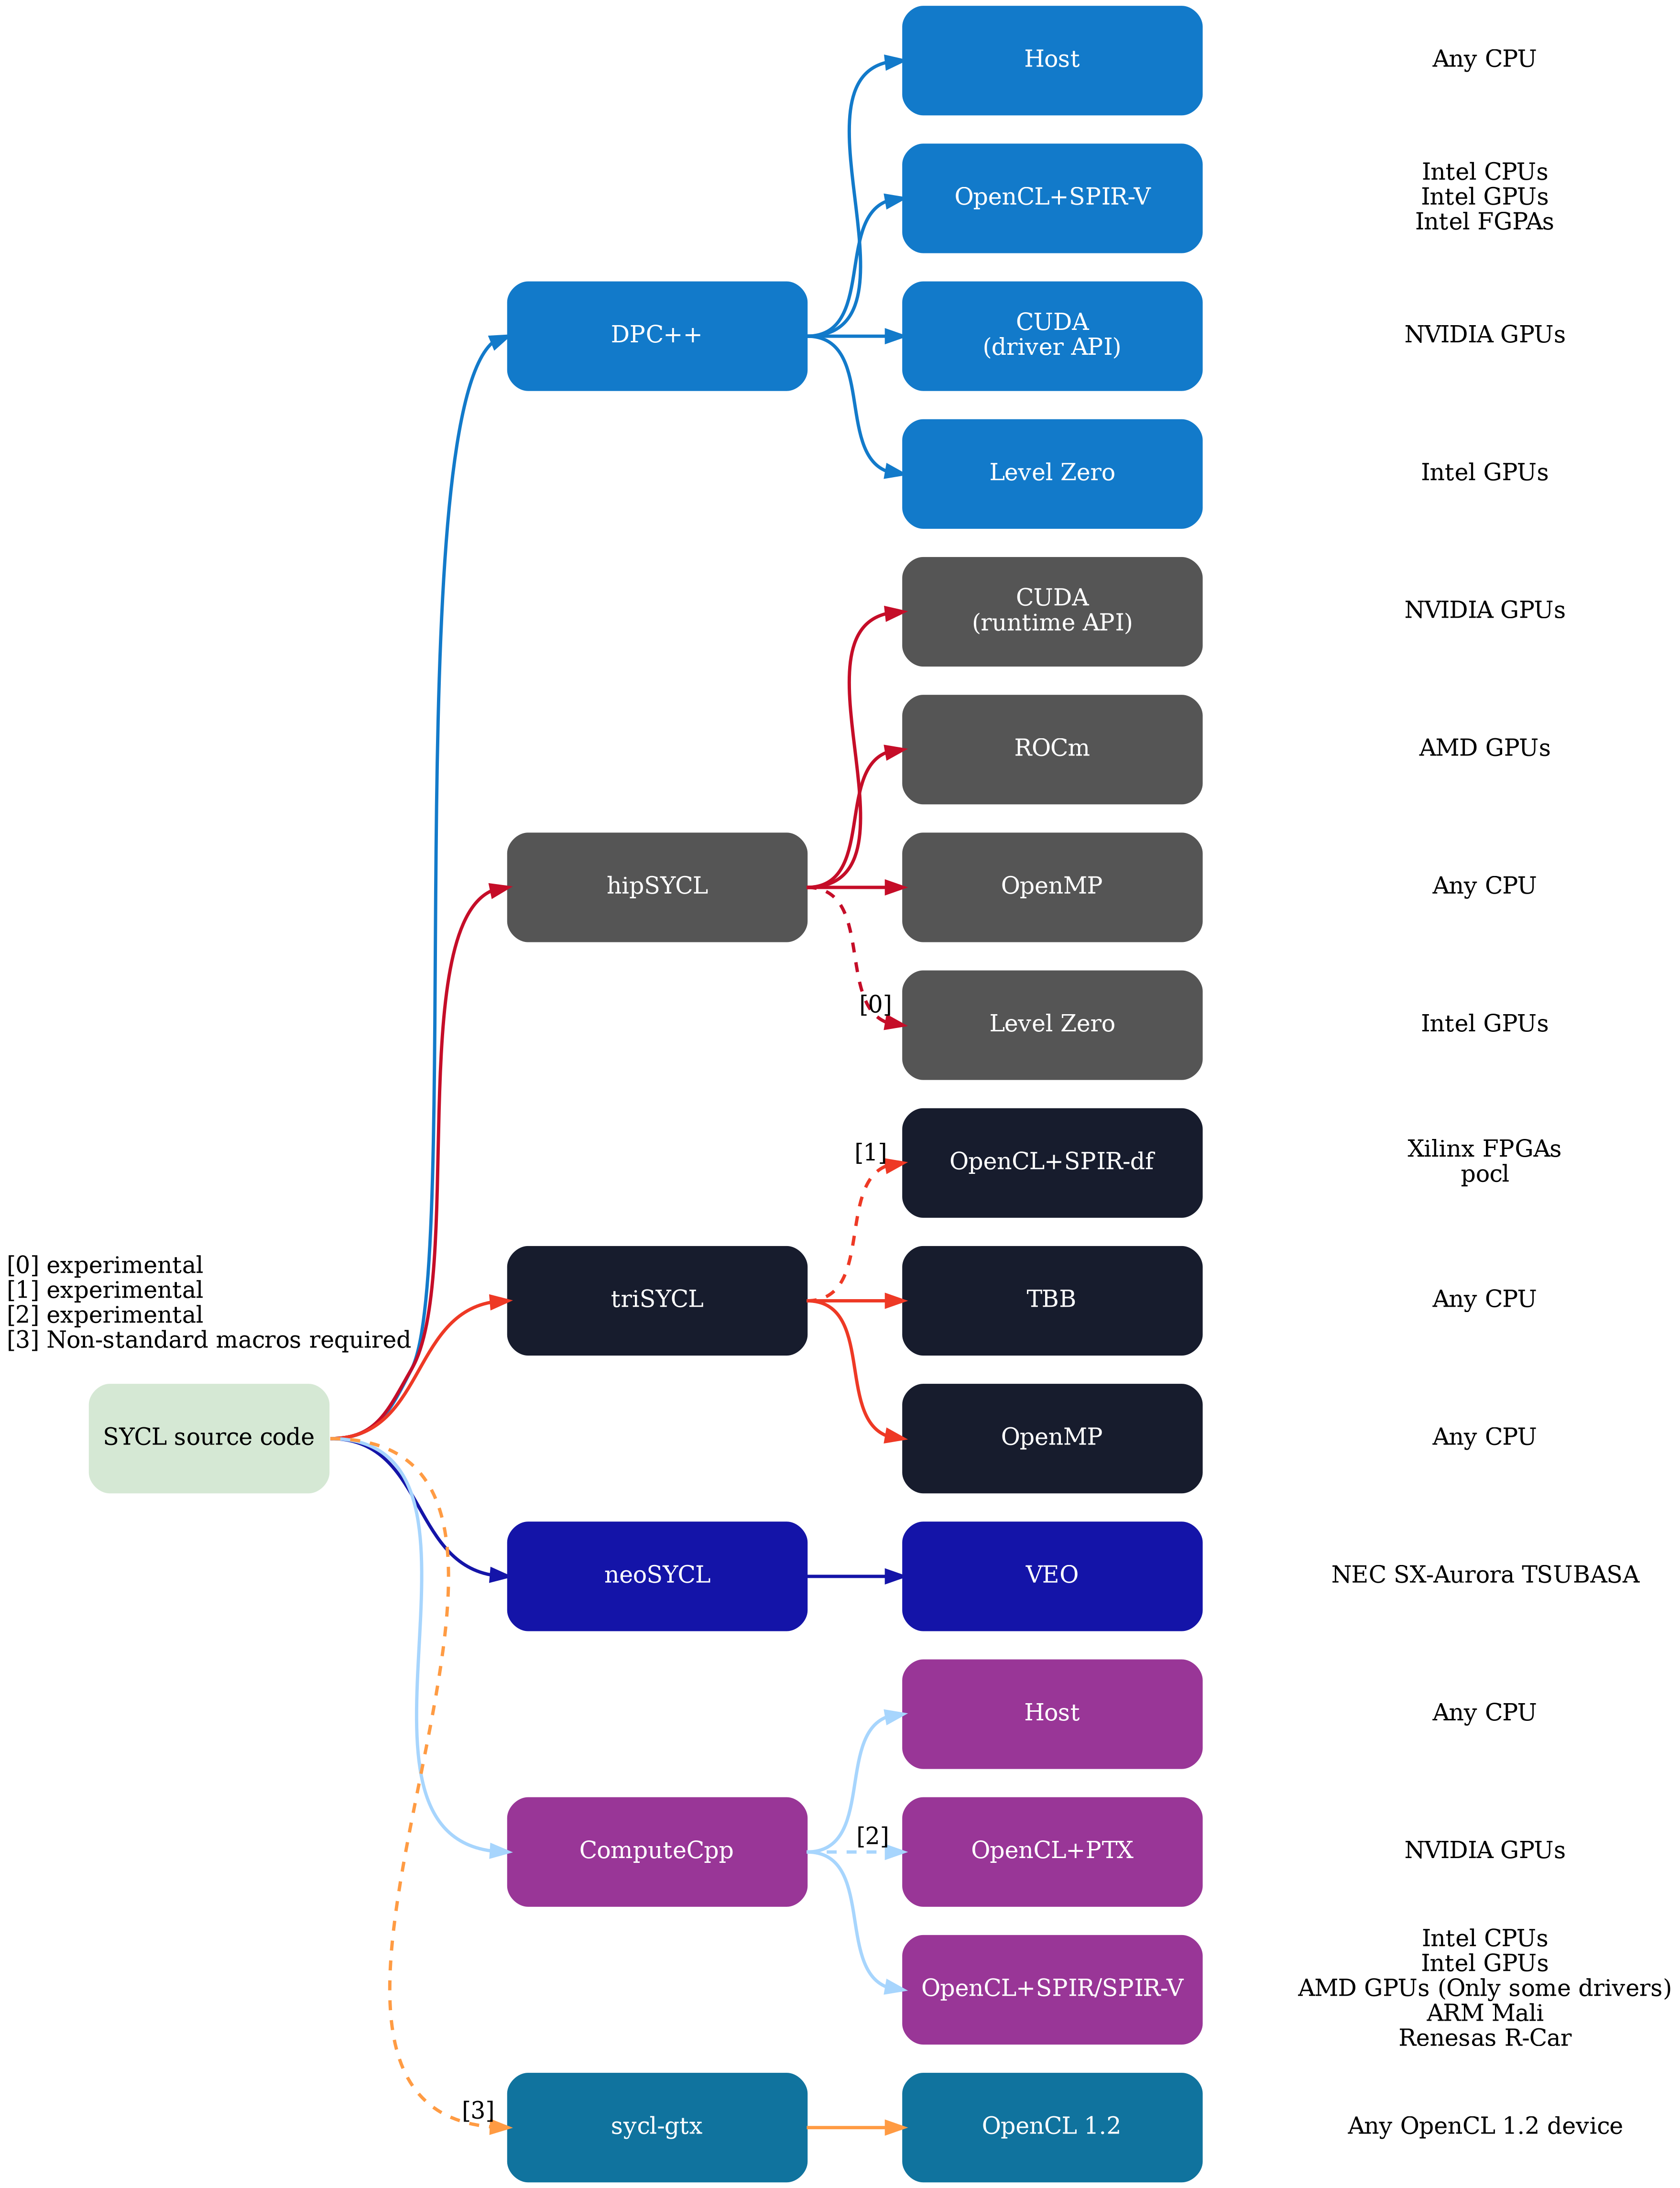 Host
Any CPU
OpenCL+SPIR-V
Intel CPUs
Intel GPUs
Intel FGPAs
DPC++
CUDA
(driver API)
NVIDIA GPUs
Level Zero
Intel GPUs
CUDA
(runtime API)
NVIDIA GPUs
ROCm
AMD GPUs
hipSYCL
OpenMP
Any CPU
[0]
Level Zero
Intel GPUs
[1]
OpenCL+SPIR-df
Xilinx FPGAs
pocl
[0] experimental
[1] experimental
[2] experimental
[3] Non-standard macros required
triSYCL
TBB
Any CPU
SYCL source code
OpenMP
Any CPU
neoSYCL
VEO
NEC SX-Aurora TSUBASA
Host
Any CPU
ComputeCpp
[2]
OpenCL+PTX
NVIDIA GPUs
OpenCL+SPIR/SPIR-V
Intel CPUs
Intel GPUs
AMD GPUs (Only some drivers)
ARM Mali
Renesas R-Car
[3]
sycl-gtx
OpenCL 1.2
Any OpenCL 1.2 device